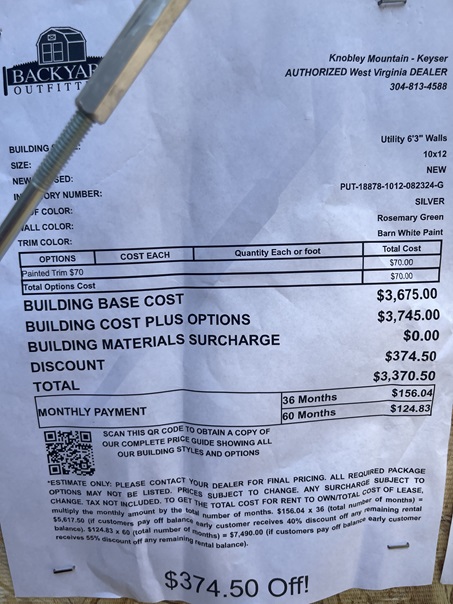 BACKYAR
OUTFITT
Knobley Mountain - Keyser
AUTHORIZED West Virginia DEALER
304-813-4588
BUILDING Utility 6'3" Walls
SIZE: 10x12
NEW SED: NEW
IN ORY NUMBER: PUT-18878-1012-082324-G
F COLOR: SILVER
ALL COLOR: Rosemary Green
TRIM COLOR: Barn White Paint
OPTIONS COST EACH Quantity Each or foot Total Cost
Painted Trim $70 $70.00
Total Options Cost $70.00
BUILDING BASE COST $3,675.00
BUILDING COST PLUS OPTIONS $3,745.00
BUILDING MATERIALS SURCHARGE $0.00
DISCOUNT $374.50
TOTAL $3,370.50
MONTHLY PAYMENT 36 Months $156.04
60 Months $124.83
SCAN THIS QR CODE TO OBTAIN A COPY OF
OUR COMPLETE PRICE GUIDE SHOWING ALL
OUR BUILDING STYLES AND OPTIONS
*ESTIMATE ONLY: PLEASE CONTACT YOUR DEALER FOR FINAL PRICING. ALL REQUIRED PACKAGE
OPTIONS MAY NOT BE LISTED. PRICES SUBJECT TO CHANGE. ANY SURCHARGE SUBJECT TO
CHANGE. TAX NOT INCLUDED. TO GET THE TOTAL COST FOR RENT TO OWN/TOTAL COST OF LEASE,
multiply the monthly amount by the total number of months. $156.04 x 36 (total number of months) =
$5,617.50 (if customers pay off balance early customer receives 40% discount off any remaining rental
balance). $124.83 x 60 (total number of months) = $7,490.00 (if customers pay off balance early customer
receives 55% discount off any remaining rental balance).
$374.50 Off!